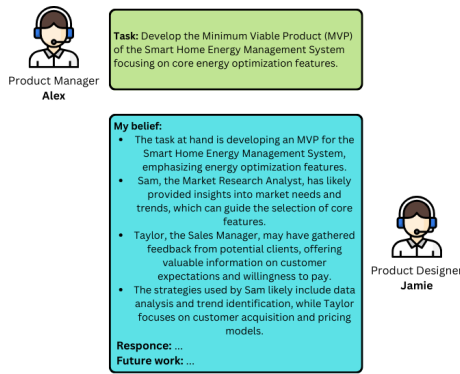 Task: Develop the Minimum Viable Product (MVP)
of the Smart Home Energy Management System
focusing on core energy optimization features.
Product Manager
Alex
My belief:
• The task at hand is developing an MVP for the
Smart Home Energy Management System,
emphasizing energy optimization features.
• Sam, the Market Research Analyst, has likely
provided insights into market needs and
trends, which can guide the selection of core
features.
• Taylor, the Sales Manager, may have gathered
feedback from potential clients, offering
valuable information on customer
expectations and willingness to pay.
• The strategies used by Sam likely include data
analysis and trend identification, while Taylor
focuses on customer acquisition and pricing
models.
Responce: ...
Future work: ...
Product Designer
Jamie